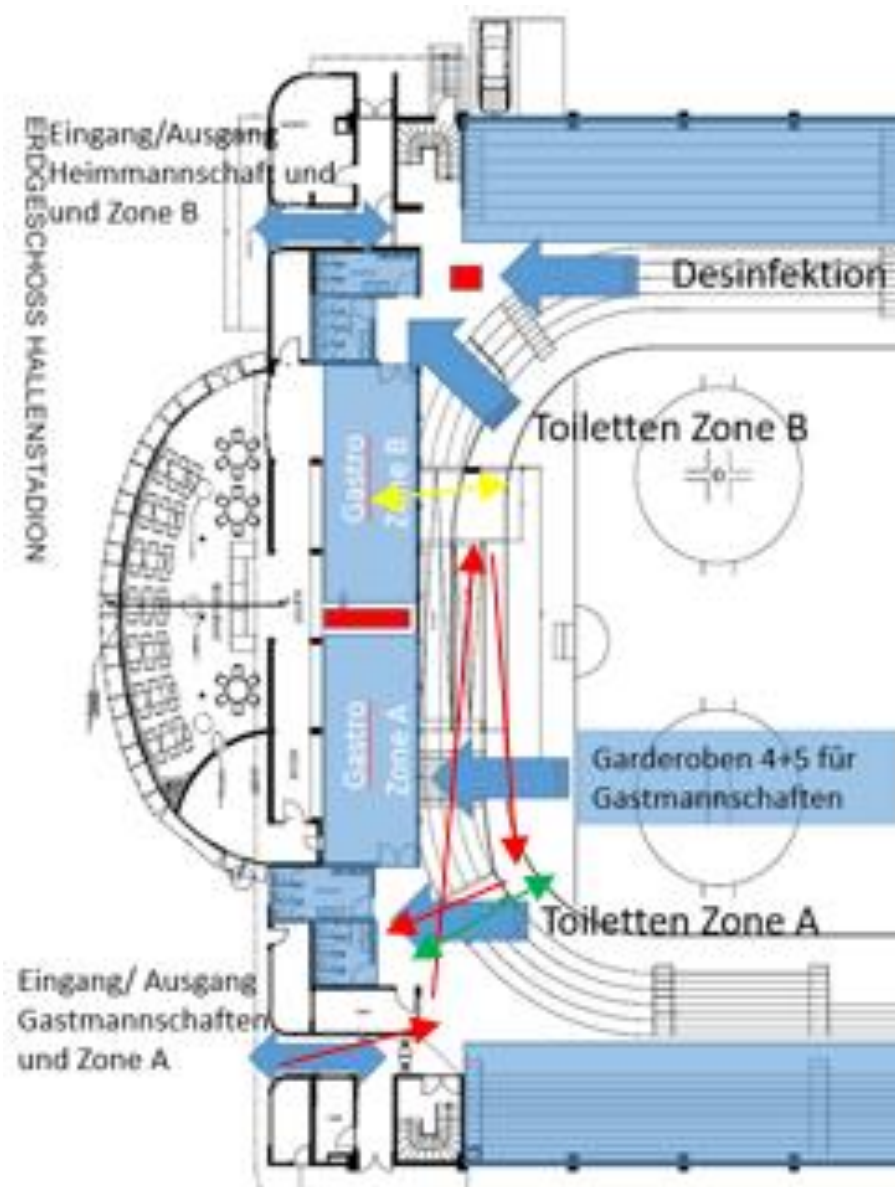 ERDGESCHOSS HALLENSTADION
Eingang/Ausgang
Heimmannschaft und
und Zone B
Desinfektion
Toiletten Zone B
Gastro
Zone B
Gastro
Zone A
Garderoben 4+5 für
Gastmannschaften
Toiletten Zone A
Eingang/ Ausgang
Gastmannschaften
und Zone A